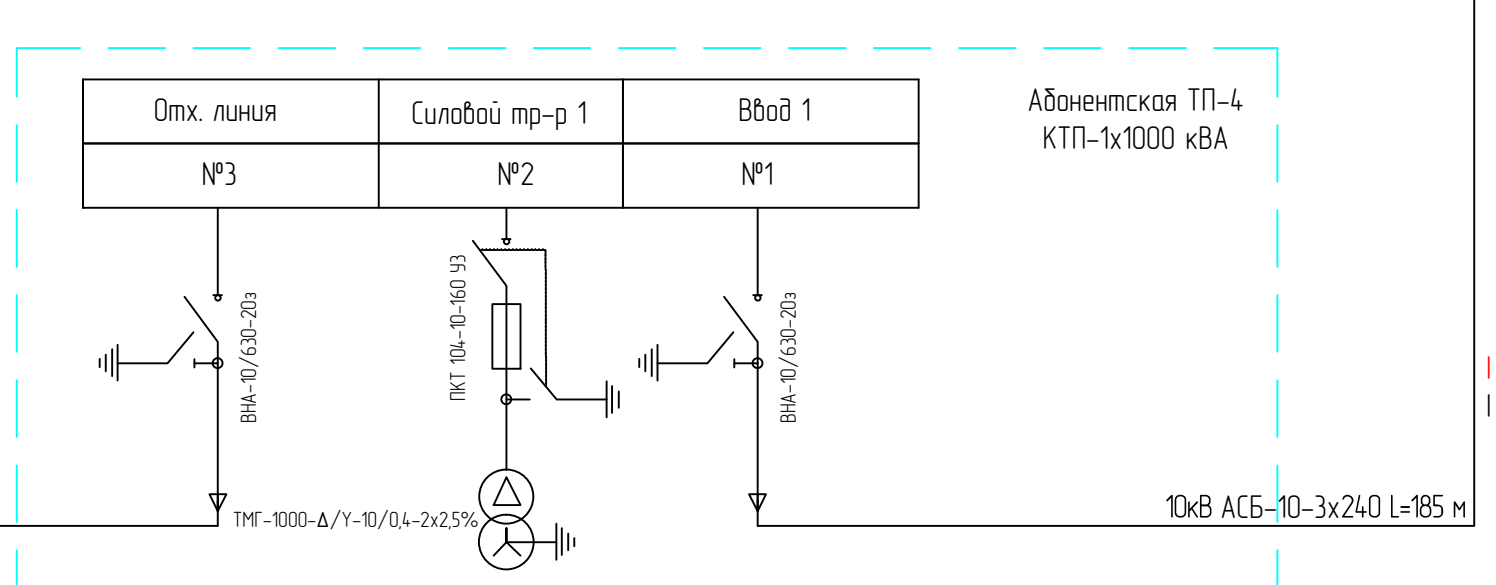 Отх. линия
Силовой тр-р 1
Ввод 1
№3
№2
№1
Абонентская ТП-4
КТП-1х1000 кВА
ВНА-10/630-20з
ПКТ 104-10-160 У3
ВНА-10/630-20з
ТМГ-1000-Δ/Y-10/0,4-2х2,5%
10кВ АСБ-10-3х240 L=185 м